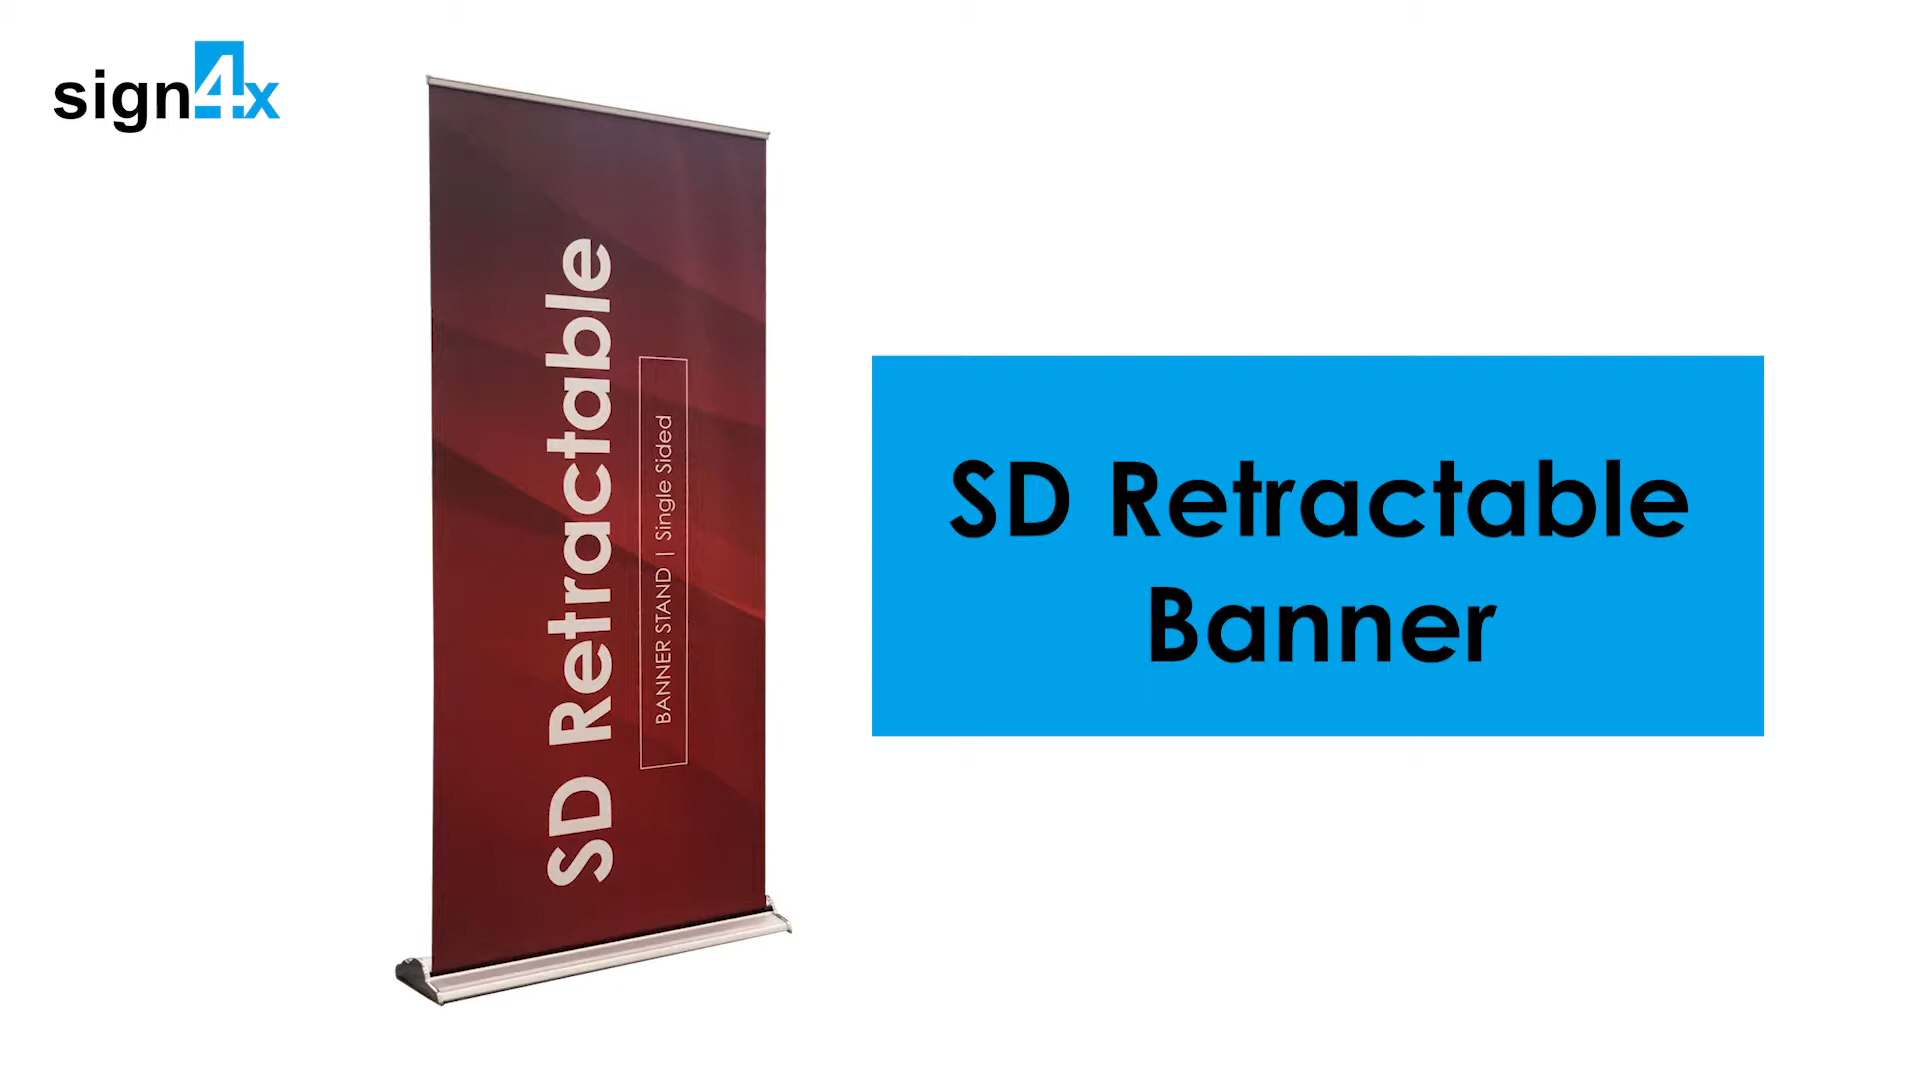 sign4x
SD Retractable
BANNER STAND | Single Sided
SD Retractable
Banner